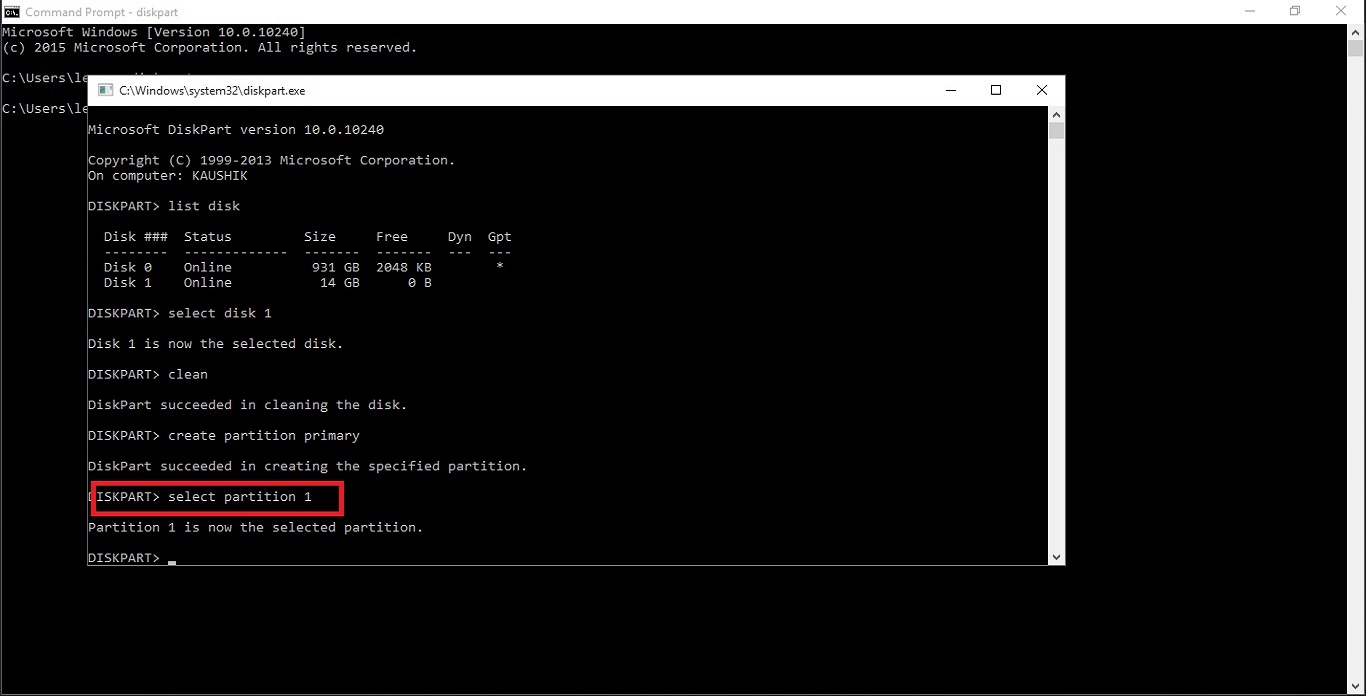 Command Prompt - diskpart
Microsoft Windows [Version 10.0.10240]
(c) 2015 Microsoft Corporation. All rights reserved.
C:\Users\le
C:\Users\le
C:\Windows\system32\diskpart.exe
Microsoft DiskPart version 10.0.10240
Copyright (C) 1999-2013 Microsoft Corporation.
On computer: KAUSHIK
DISKPART> list disk
Disk ### Status Size Free Dyn Gpt
-------- ------------- ------- ------- --- ---
Disk 0 Online 931 GB 2048 KB *
Disk 1 Online 14 GB 0 B
DISKPART> select disk 1
Disk 1 is now the selected disk.
DISKPART> clean
DiskPart succeeded in cleaning the disk.
DISKPART> create partition primary
DiskPart succeeded in creating the specified partition.
DISKPART> select partition 1
Partition 1 is now the selected partition.
DISKPART> _